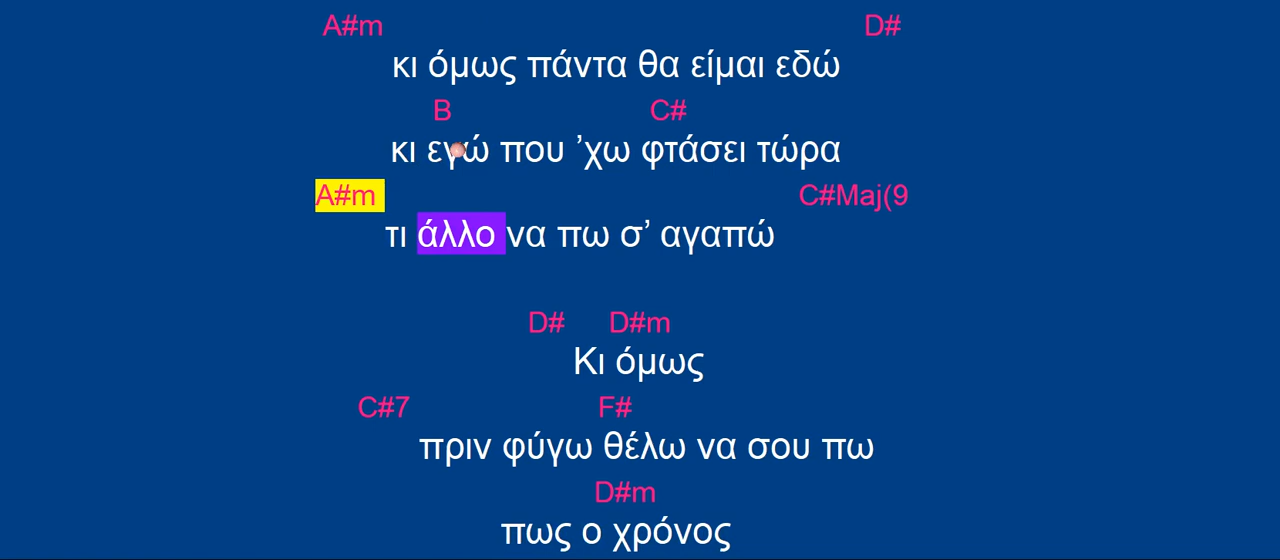 A#m D#
κι όμως πάντα θα είμαι εδώ
B C#
κι εγώ που ’χω φτάσει τώρα
A#m C#Maj(9
τι άλλο να πω σ’ αγαπώ
D# D#m
Κι όμως
C#7 F#
πριν φύγω θέλω να σου πω
D#m
πως ο χρόνος